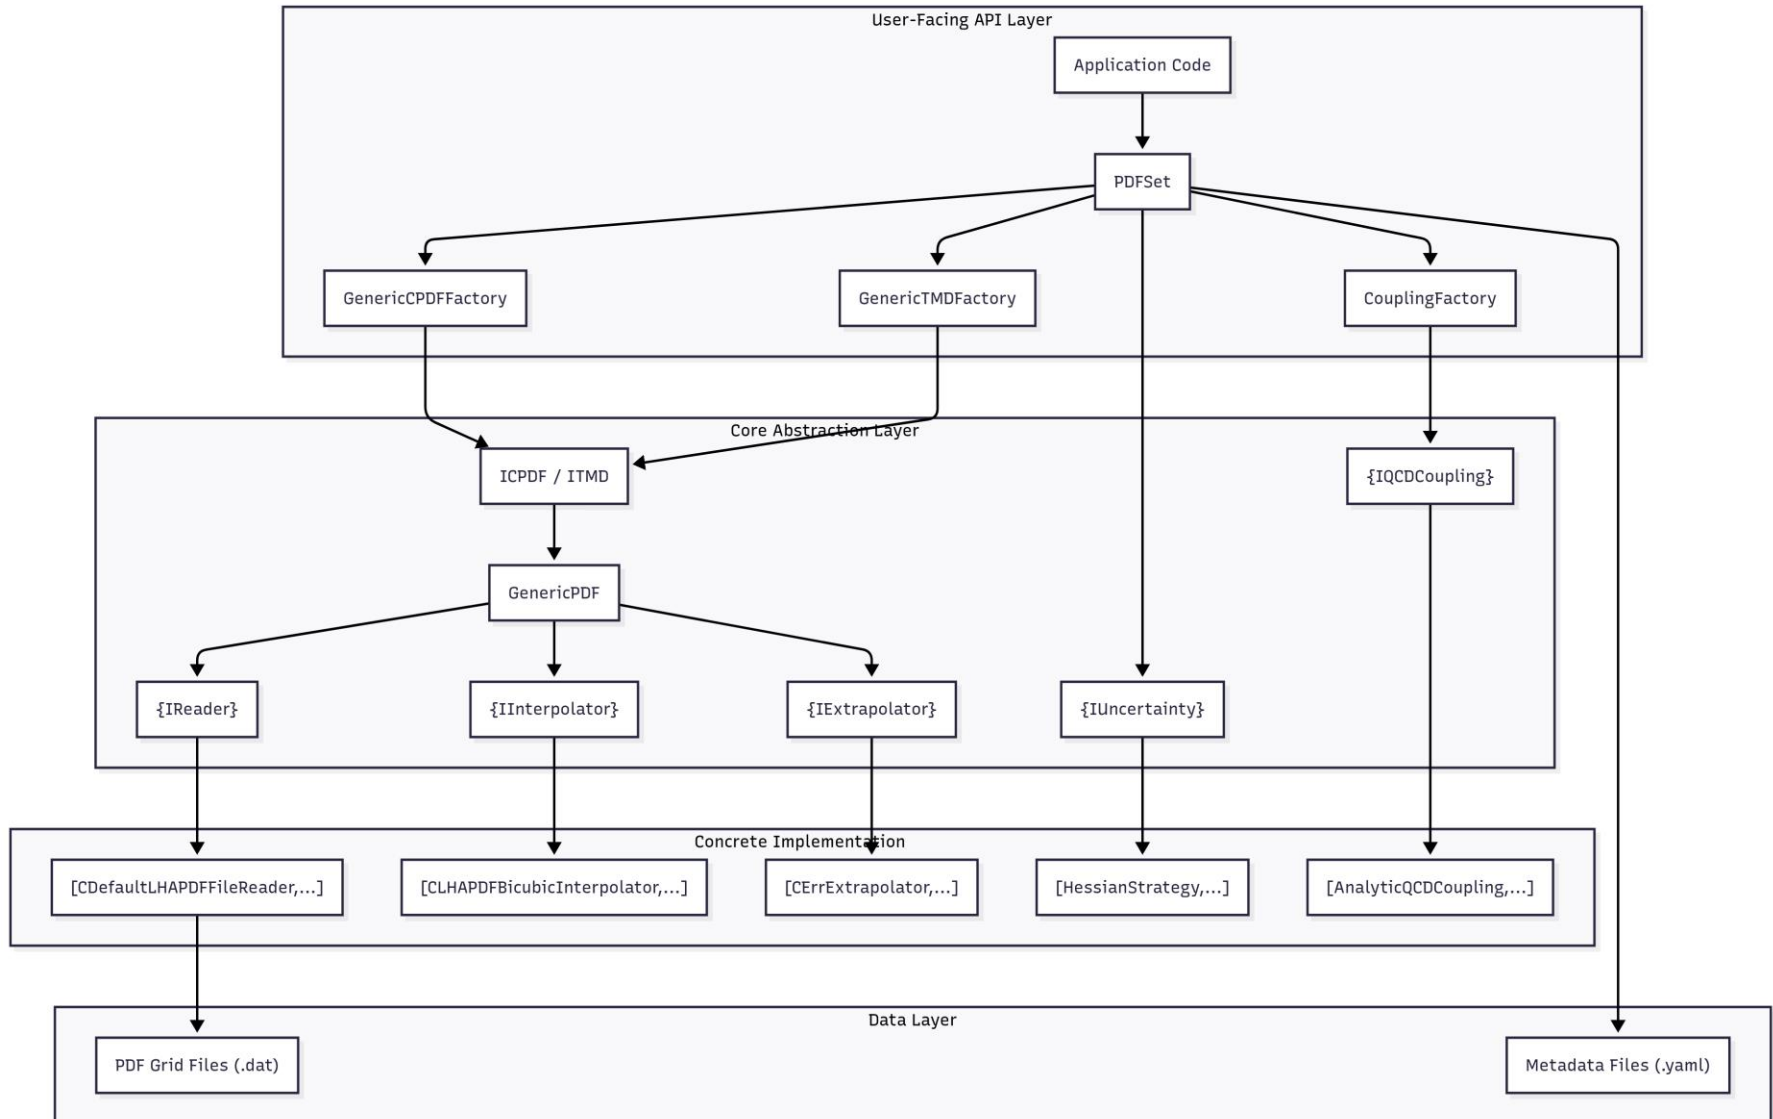 User-Facing API Layer
Application Code
PDFSet
GenericCPDFFactory
GenericTMDFactory
CouplingFactory
Core Abstraction Layer
ICPDF / ITMD
{IQCDCoupling}
GenericPDF
{IReader}
{IInterpolator}
{IExtrapolator}
{IUncertainty}
Concrete Implementation
[CDefaultLHAPDFFileReader,...]
[CLHAPDFBicubicInterpolator,...]
[CErrExtrapolator,...]
[HessianStrategy,...]
[AnalyticQCDCoupling,...]
Data Layer
PDF Grid Files (.dat)
Metadata Files (.yaml)